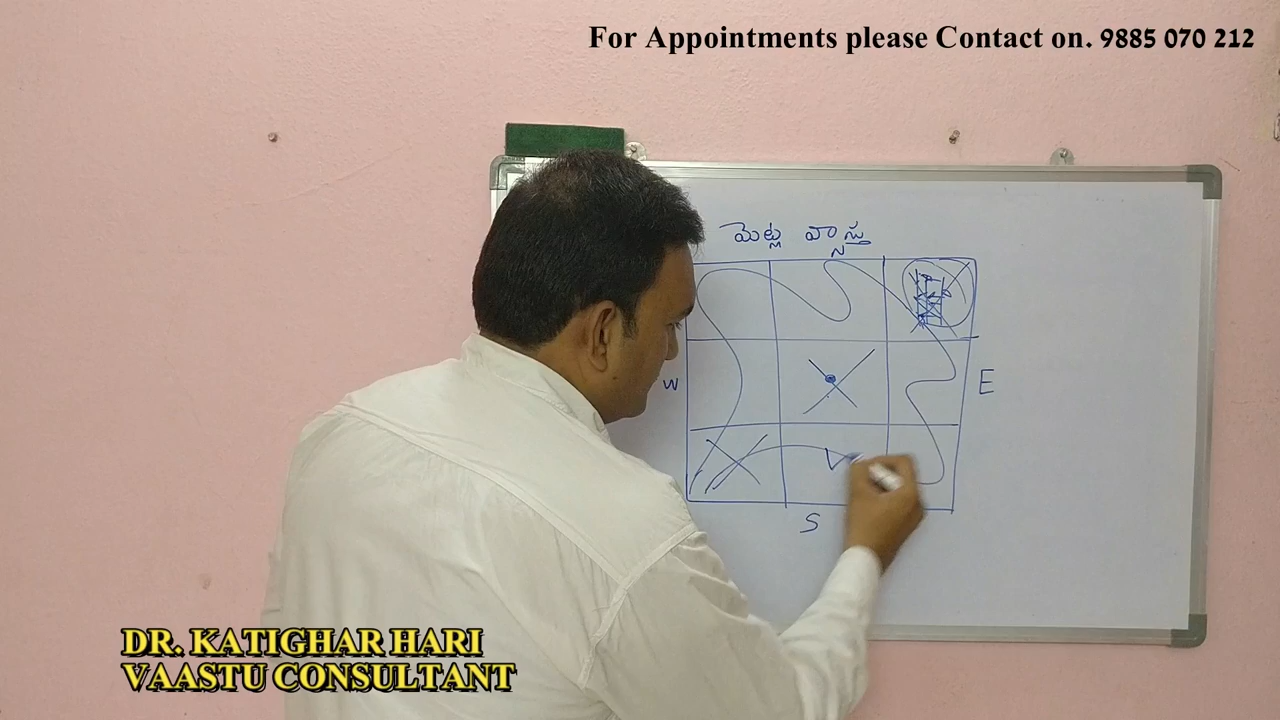 For Appointments please Contact on. 9885 070 212
మెట్ల వాస్తు
W
E
S
DR. KATIGHAR HARI
VAASTU CONSULTANT